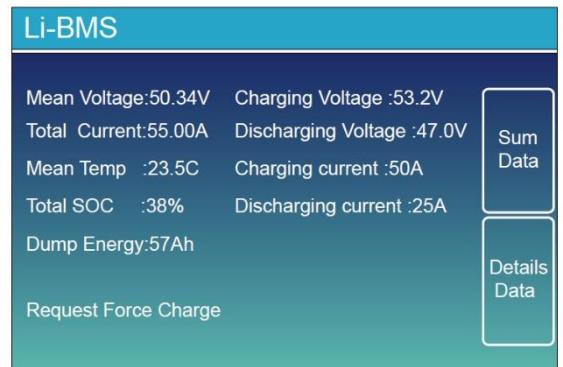 Li-BMS
Mean Voltage:50.34V
Charging Voltage :53.2V
Total Current:55.00A
Discharging Voltage :47.0V
Mean Temp :23.5C
Charging current :50A
Total SOC :38%
Discharging current :25A
Dump Energy:57Ah
Request Force Charge
Sum
Data
Details
Data